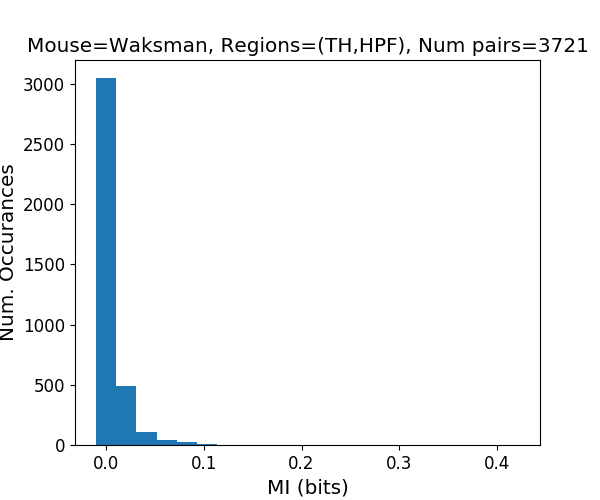 Mouse=Waksman, Regions=(TH,HPF), Num pairs=3721
Num. Occurances
3000
2500
2000
1500
1000
500
0
0.0 0.1 0.2 0.3 0.4
MI (bits)